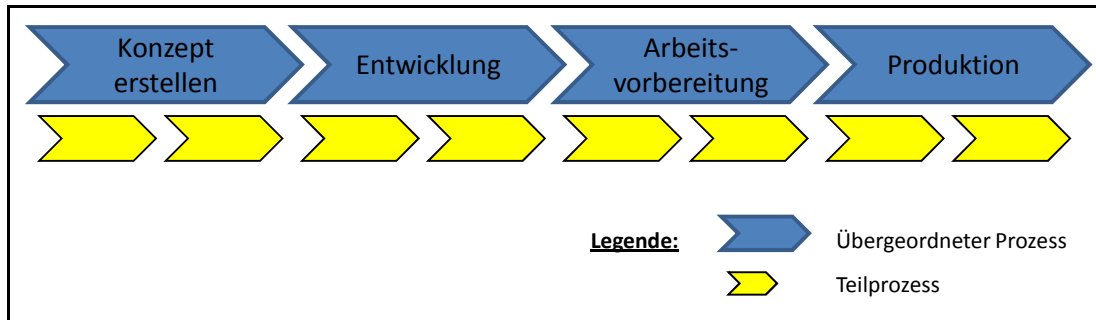 Konzept
erstellen
Entwicklung
Arbeits-
vorbereitung
Produktion
Legende:
Übergeordneter Prozess
Teilprozess